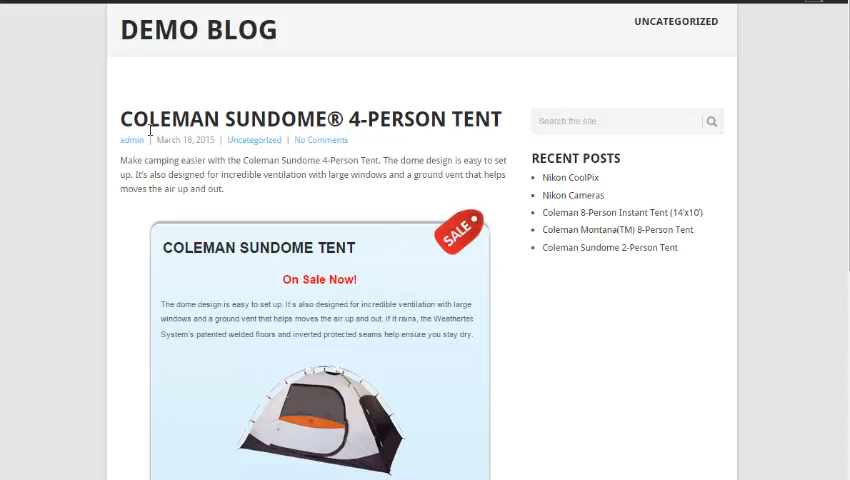 DEMO BLOG
UNCATEGORIZED
COLEMAN SUNDOME® 4-PERSON TENT
admin | March 18, 2015 | Uncategorized | No Comments
Make camping easier with the Coleman Sundome 4-Person Tent. The dome design is easy to set
up. It's also designed for incredible ventilation with large windows and a ground vent that helps
moves the air up and out.
SALE
COLEMAN SUNDOME TENT
On Sale Now!
The dome design is easy to set up. It's also designed for incredible ventilation with large
windows and a ground vent that helps moves the air up and out. If it rains, the Weathertec
System's patented welded floors and inverted protected seams help ensure you stay dry.
Search the site...
RECENT POSTS
Nikon CoolPix
Nikon Cameras
Coleman 8-Person Instant Tent (14'x10')
Coleman Montana(TM) 8-Person Tent
Coleman Sundome 2-Person Tent